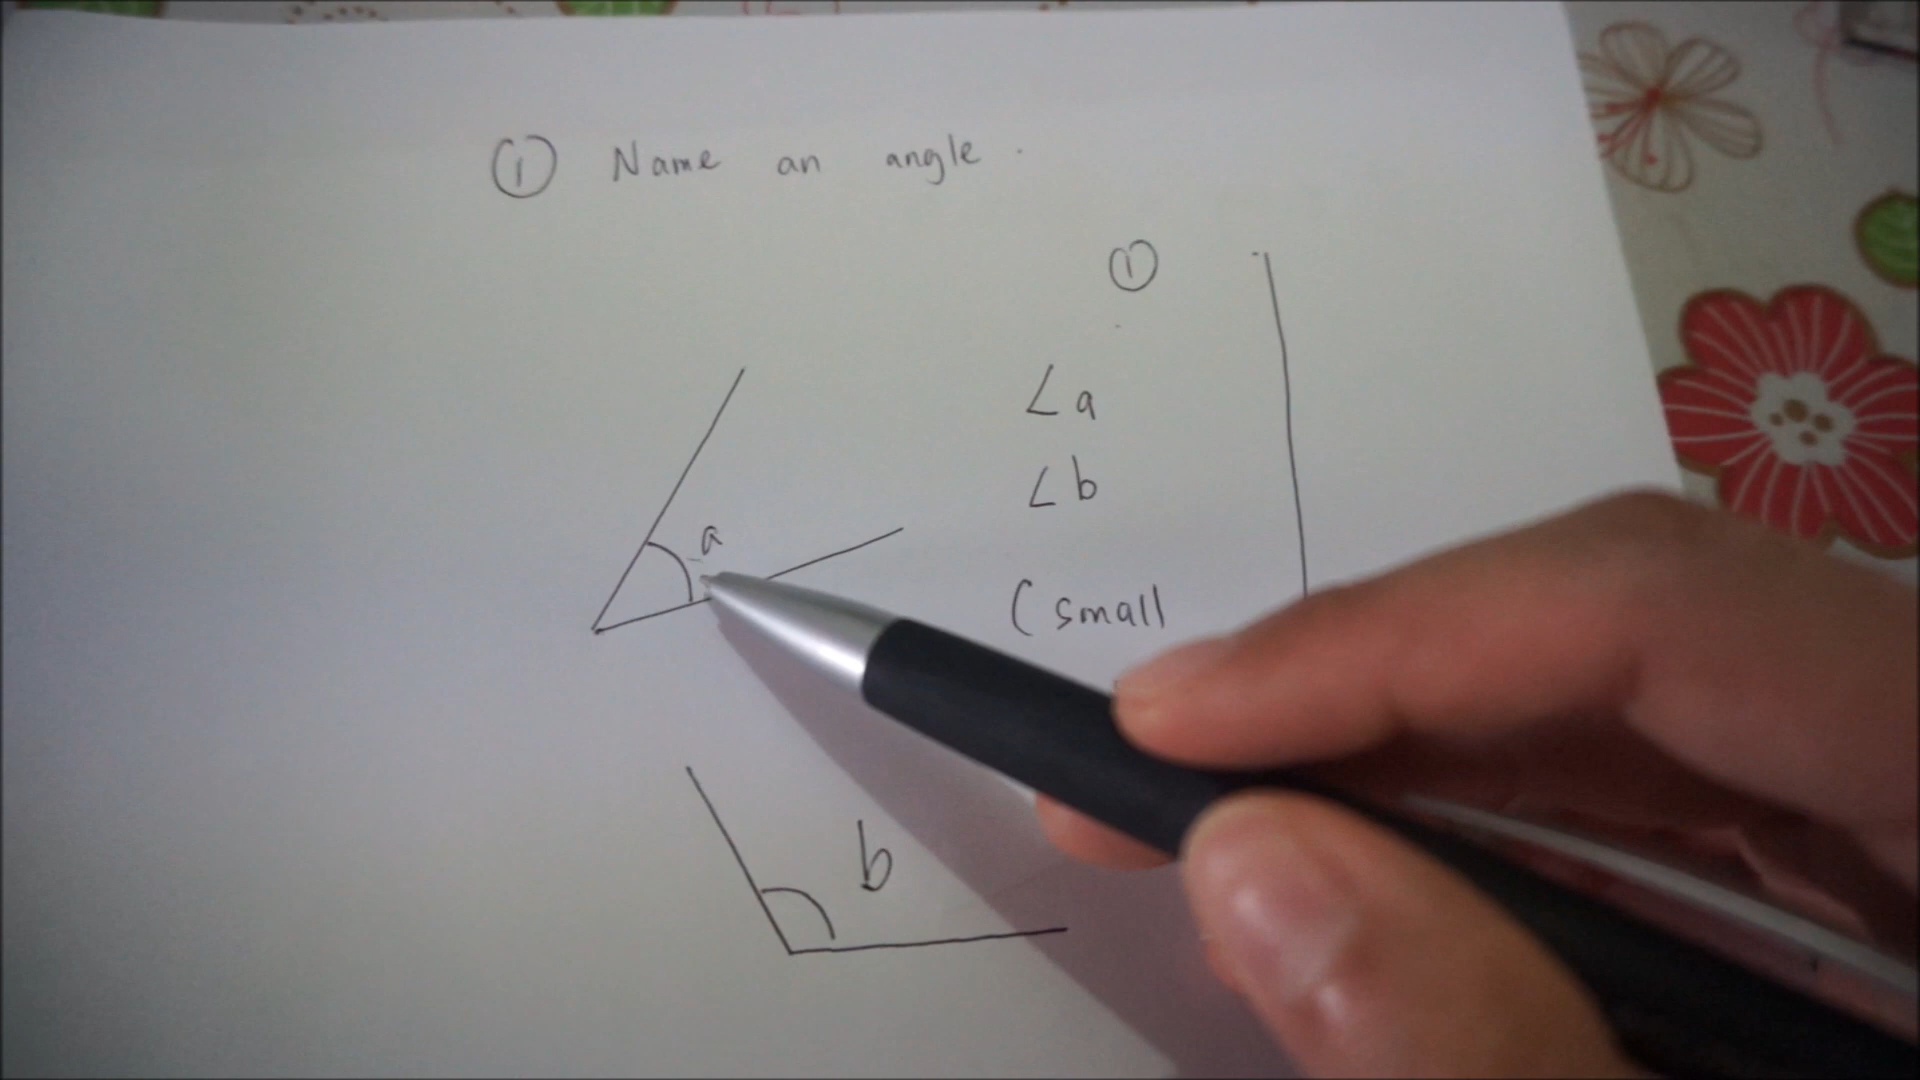 ① Name an angle.
①
∠a
∠b
(small
a
b